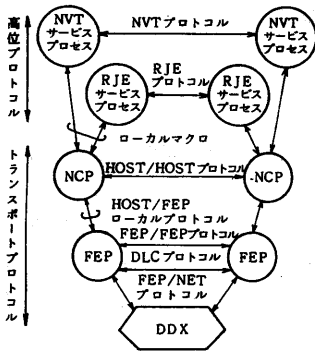 高位プロトコル
NVT
サービス
プロセス
NVTプロトコル
NVT
サービス
プロセス
RJE
サービス
プロセス
RJE
プロトコル
RJE
サービス
プロセス
ローカルマクロ
トランスポートプロトコル
NCP
HOST/HOSTプロトコル
NCP
HOST/FEP
ローカルプロトコル
FEP/FEPプロトコル
FEP
DLCプロトコル
FEP
FEP/NET
プロトコル
DDX